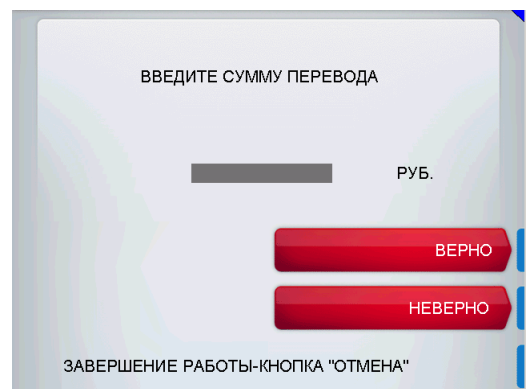 ВВЕДИТЕ СУММУ ПЕРЕВОДА
РУБ.
ВЕРНО
НЕВЕРНО
ЗАВЕРШЕНИЕ РАБОТЫ-КНОПКА "ОТМЕНА"